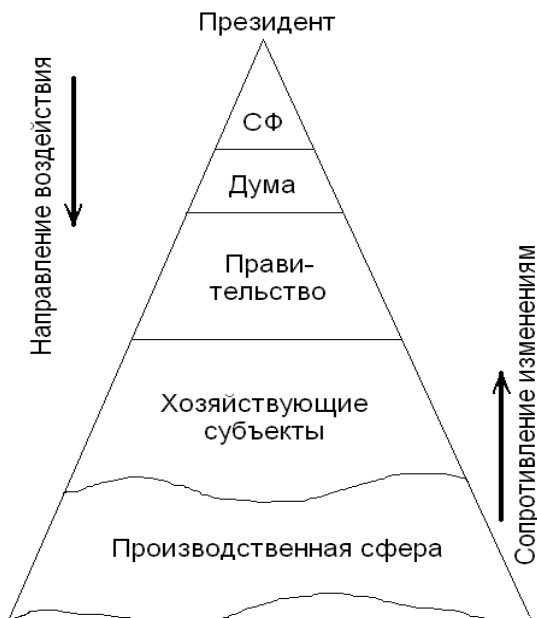 Президент
Направление воздействия
СФ
Дума
Прави-
тельство
Сопротивление изменениям
Хозяйствующие
субъекты
Производственная сфера